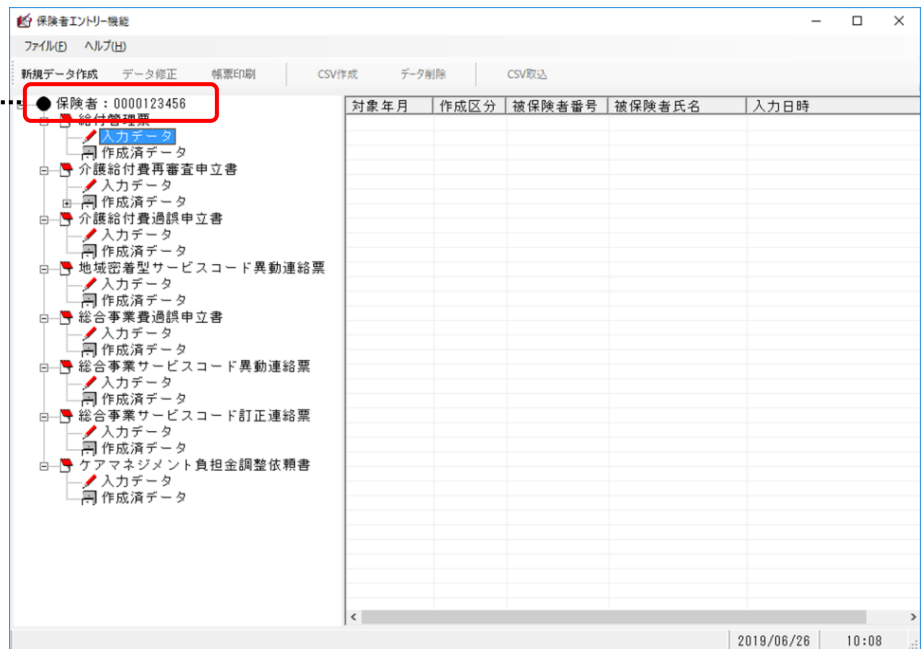 保険者エントリー機能
ファイル(F) ヘルプ(H)
新規データ作成 データ修正 帳票印刷 CSV作成 データ削除 CSV取込
保険者：0000123456
給付管理票
入力データ
作成済データ
介護給付費再審査申立書
入力データ
作成済データ
介護給付費過誤申立書
入力データ
作成済データ
地域密着型サービスコード異動連絡票
入力データ
作成済データ
総合事業費過誤申立書
入力データ
作成済データ
総合事業サービスコード異動連絡票
入力データ
作成済データ
総合事業サービスコード訂正連絡票
入力データ
作成済データ
ケアマネジメント負担金調整依頼書
入力データ
作成済データ
対象年月 作成区分 被保険者番号 被保険者氏名 入力日時
2019/06/26 10:08